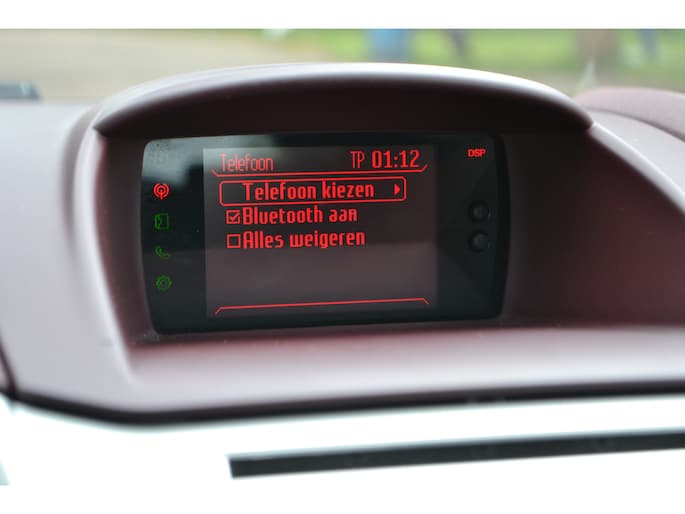 Telefoon TP 01:12 DSP
Telefoon kiezen
Bluetooth aan
Alles weigeren